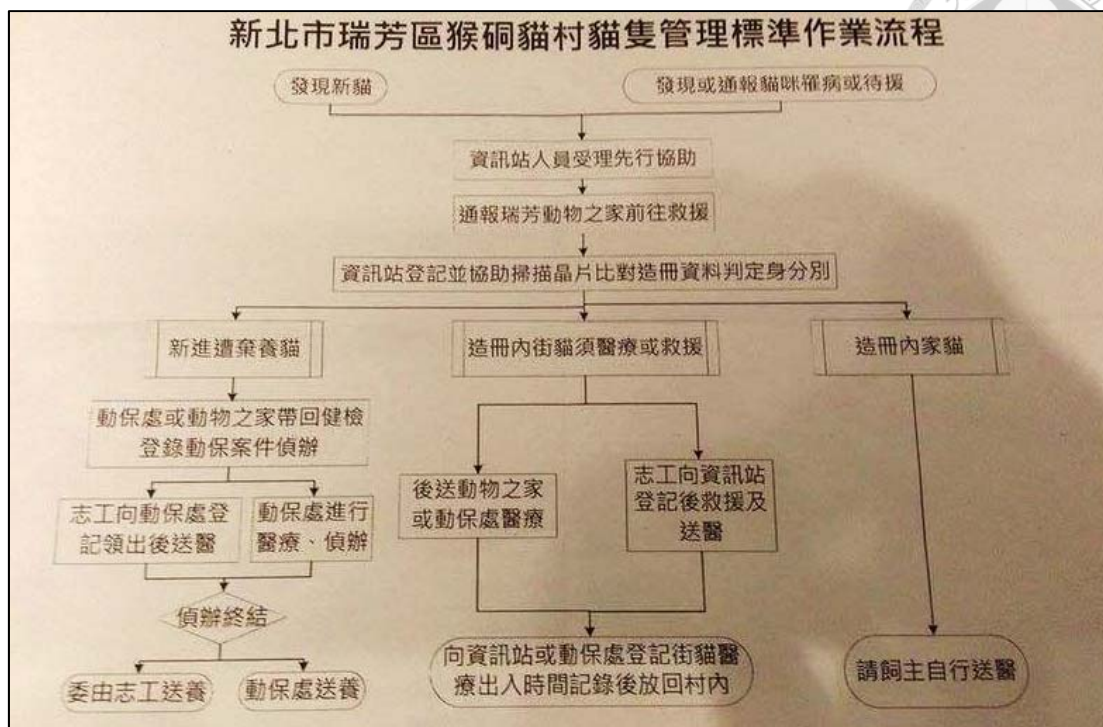 新北市瑞芳區猴硐貓村貓隻管理標準作業流程
發現新貓
發現或通報貓咪罹病或待援
資訊站人員受理先行協助
通報瑞芳動物之家前往救援
資訊站登記並協助掃描晶片比對造冊資料判定身分別
新進遭棄養貓
造冊內街貓須醫療或救援
造冊內家貓
動保處或動物之家帶回健檢
登錄動保案件偵辦
志工向動保處登
記領出後送醫
動保處進行
醫療、偵辦
後送動物之家
或動保處醫療
志工向資訊站
登記後救援及
送醫
偵辦終結
委由志工送養
動保處送養
向資訊站或動保處登記街貓醫
療出入時間記錄後放回村內
請飼主自行送醫